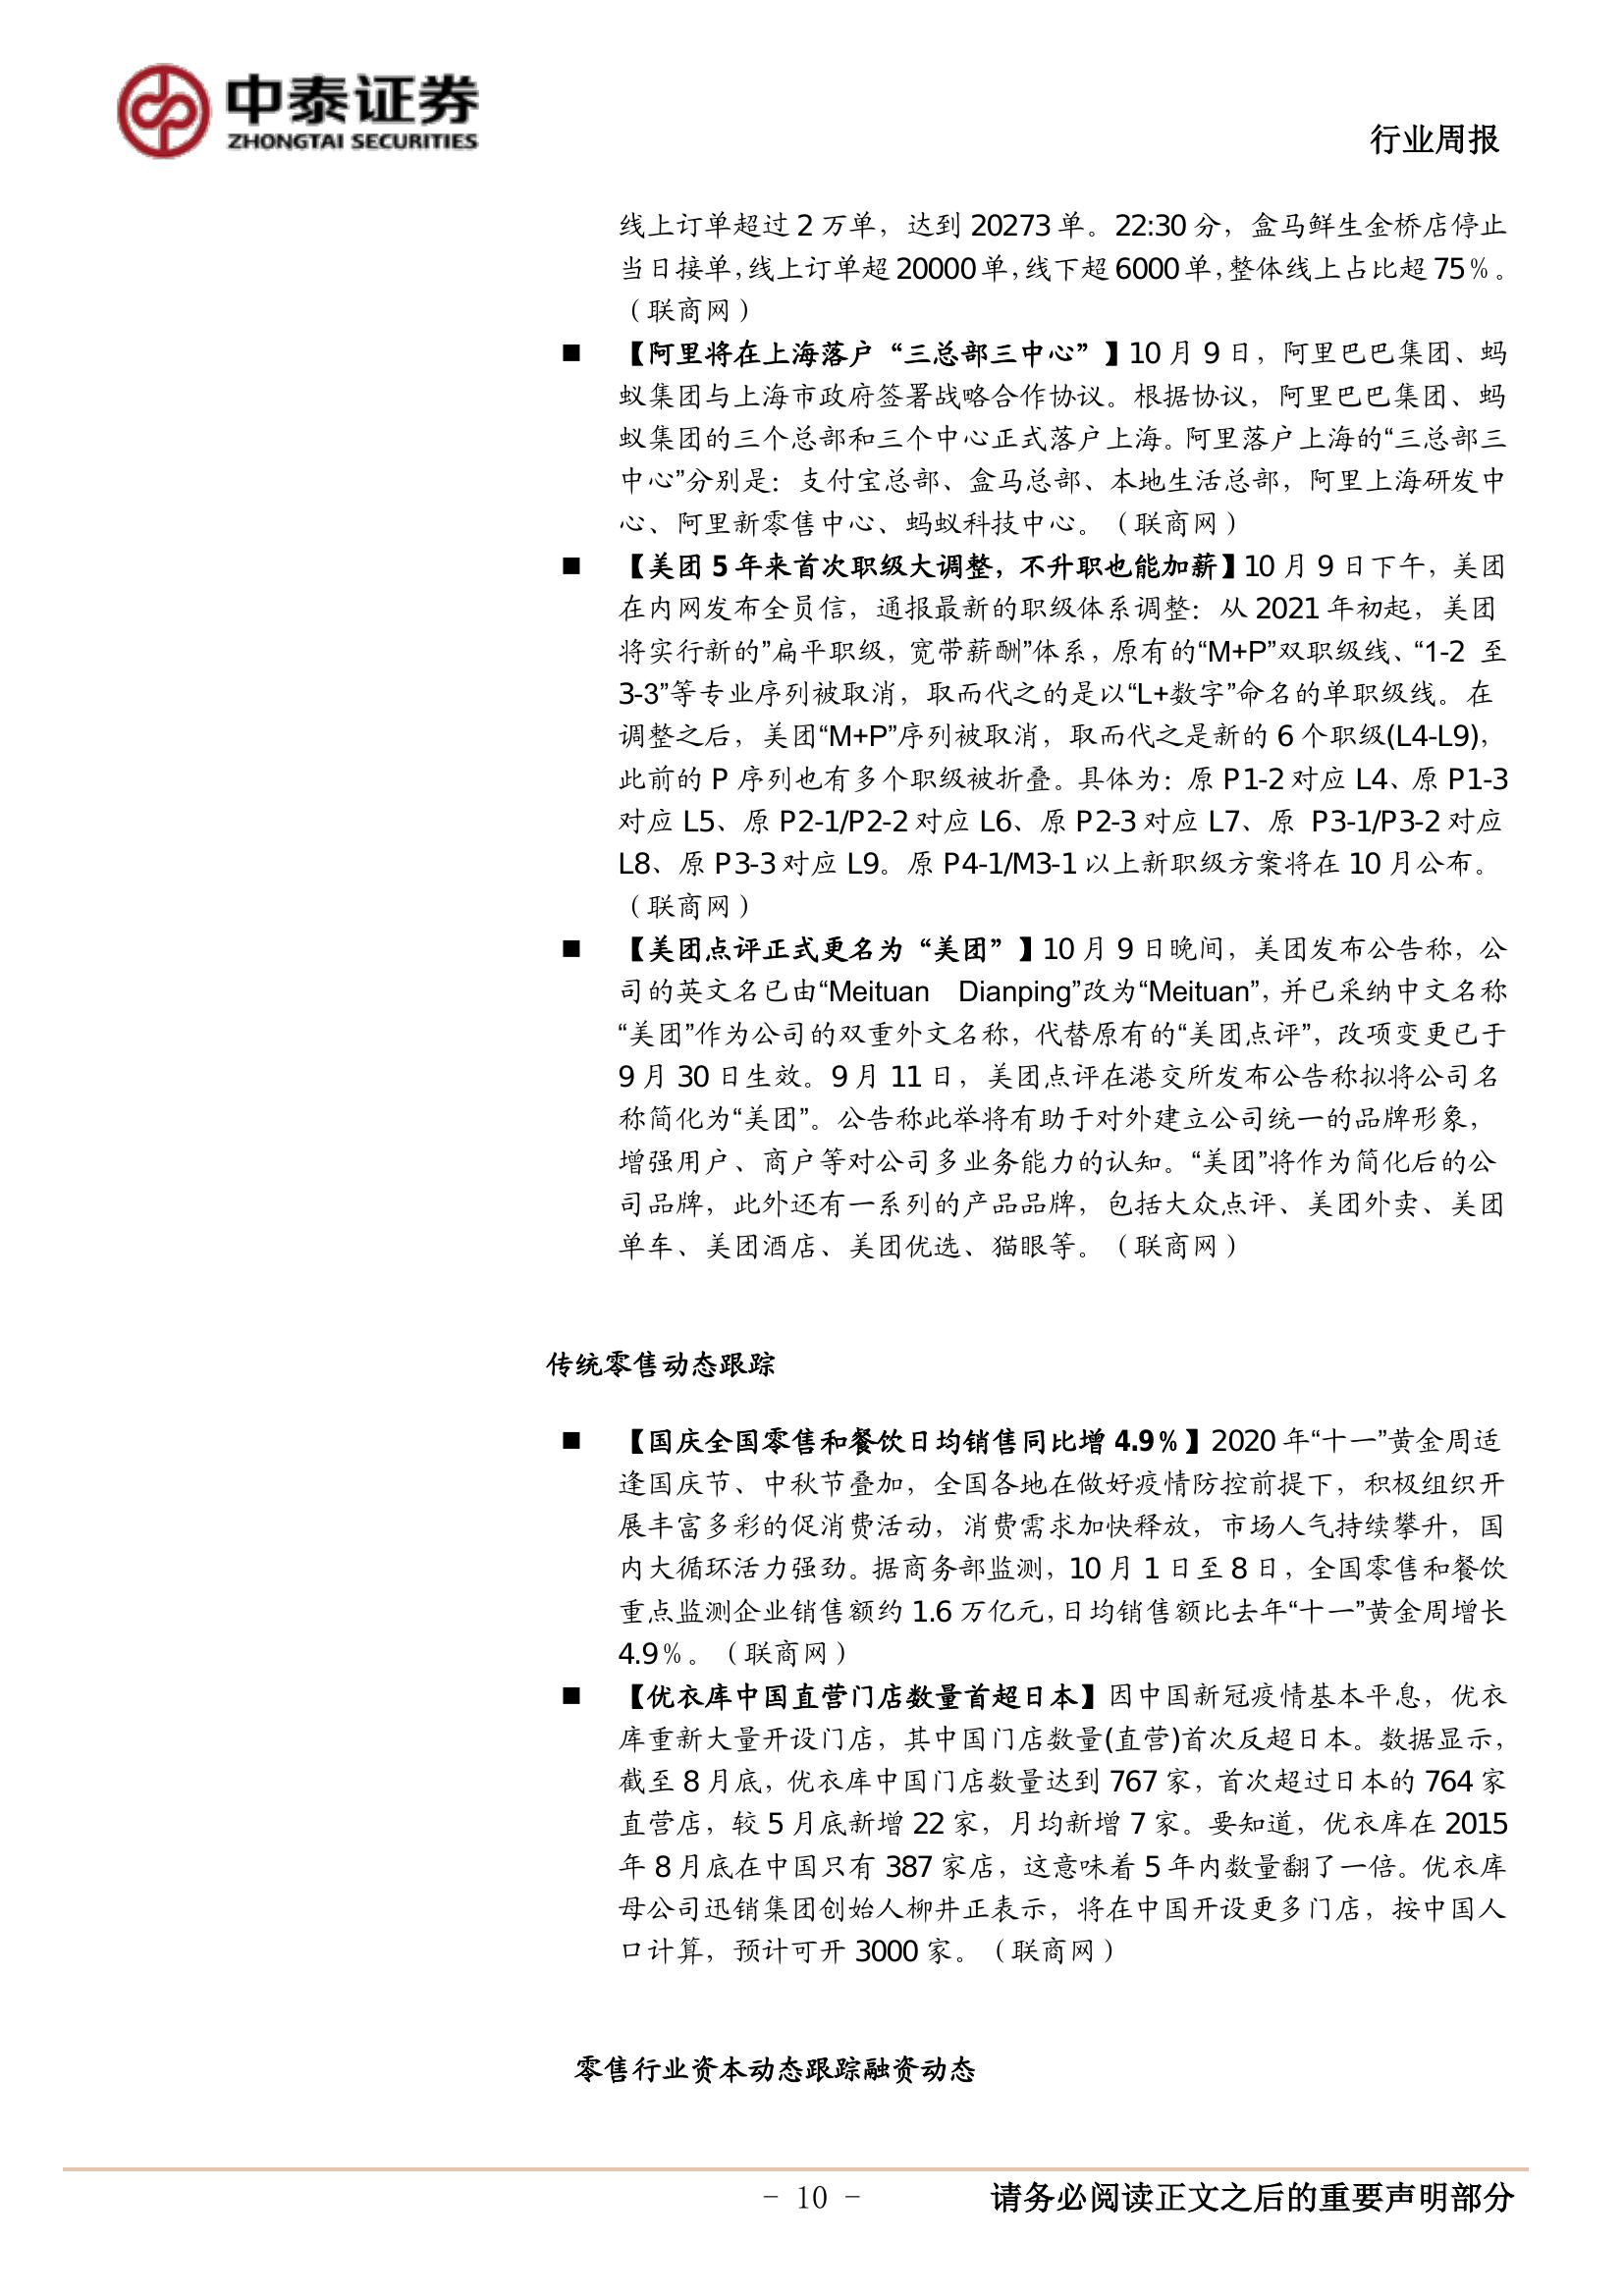 中泰证券
ZHONGTAI SECURITIES
行业周报
线上订单超过 2 万单，达到 20273 单。22:30 分，盒马鲜生金桥店停止
当日接单，线上订单超 20000 单，线下超 6000 单，整体线上占比超 75%。
（联商网）
■ 【阿里将在上海落户“三总部三中心”】10 月 9 日，阿里巴巴集团、蚂
蚁集团与上海市政府签署战略合作协议。根据协议，阿里巴巴集团、蚂
蚁集团的三个总部和三个中心正式落户上海。阿里落户上海的“三总部三
中心”分别是：支付宝总部、盒马总部、本地生活总部，阿里上海研发中
心、阿里新零售中心、蚂蚁科技中心。（联商网）
■ 【美团 5 年来首次职级大调整，不升职也能加薪】10 月 9 日下午，美团
在内网发布全员信，通报最新的职级体系调整：从 2021 年初起，美团
将实行新的”扁平职级，宽带薪酬”体系，原有的“M+P”双职级线、“1-2 至
3-3”等专业序列被取消，取而代之的是以“L+数字”命名的单职级线。在
调整之后，美团“M+P”序列被取消，取而代之是新的 6 个职级(L4-L9)，
此前的 P 序列也有多个职级被折叠。具体为：原 P1-2 对应 L4、原 P1-3
对应 L5、原 P2-1/P2-2 对应 L6、原 P2-3 对应 L7、原 P3-1/P3-2 对应
L8、原 P3-3 对应 L9。原 P4-1/M3-1 以上新职级方案将在 10 月公布。
（联商网）
■ 【美团点评正式更名为“美团”】10 月 9 日晚间，美团发布公告称，公
司的英文名已由“Meituan Dianping”改为“Meituan”，并已采纳中文名称
“美团”作为公司的双重外文名称，代替原有的“美团点评”，改项变更已于
9 月 30 日生效。9 月 11 日，美团点评在港交所发布公告称拟将公司名
称简化为“美团”。公告称此举将有助于对外建立公司统一的品牌形象，
增强用户、商户等对公司多业务能力的认知。“美团”将作为简化后的公
司品牌，此外还有一系列的产品品牌，包括大众点评、美团外卖、美团
单车、美团酒店、美团优选、猫眼等。（联商网）
传统零售动态跟踪
■ 【国庆全国零售和餐饮日均销售同比增 4.9%】2020 年“十一”黄金周适
逢国庆节、中秋节叠加，全国各地在做好疫情防控前提下，积极组织开
展丰富多彩的促消费活动，消费需求加快释放，市场人气持续攀升，国
内大循环活力强劲。据商务部监测，10 月 1 日至 8 日，全国零售和餐饮
重点监测企业销售额约 1.6 万亿元，日均销售额比去年“十一”黄金周增长
4.9%。（联商网）
■ 【优衣库中国直营门店数量首超日本】因中国新冠疫情基本平息，优衣
库重新大量开设门店，其中国门店数量(直营)首次反超日本。数据显示，
截至 8 月底，优衣库中国门店数量达到 767 家，首次超过日本的 764 家
直营店，较 5 月底新增 22 家，月均新增 7 家。要知道，优衣库在 2015
年 8 月底在中国只有 387 家店，这意味着 5 年内数量翻了一倍。优衣库
母公司迅销集团创始人柳井正表示，将在中国开设更多门店，按中国人
口计算，预计可开 3000 家。（联商网）
零售行业资本动态跟踪融资动态
- 10 -
请务必阅读正文之后的重要声明部分